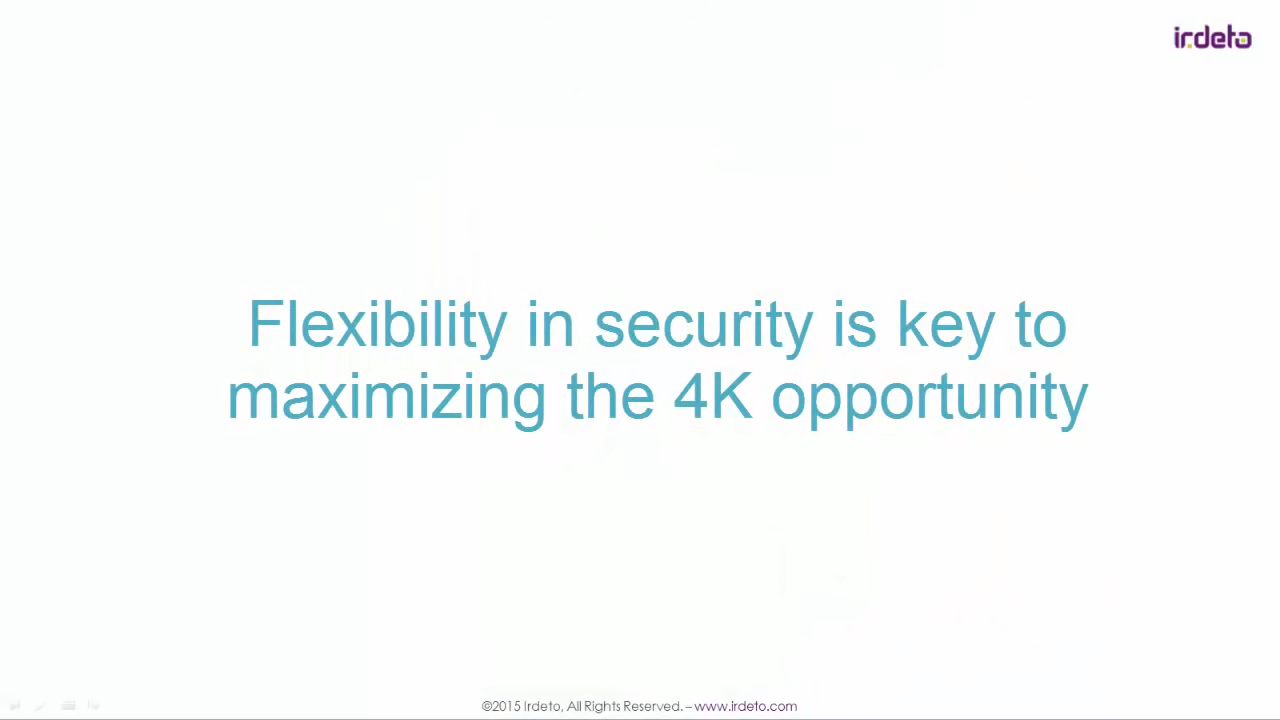 irdeto
Flexibility in security is key to
maximizing the 4K opportunity
©2015 Irdeto, All Rights Reserved. – www.irdeto.com